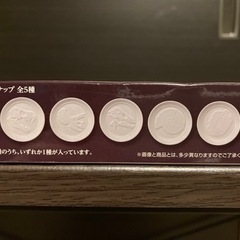 ナップ 全5種
種のうち、いずれか1種が入っています。
※画像と商品とは、多少異なりますのでご了承く